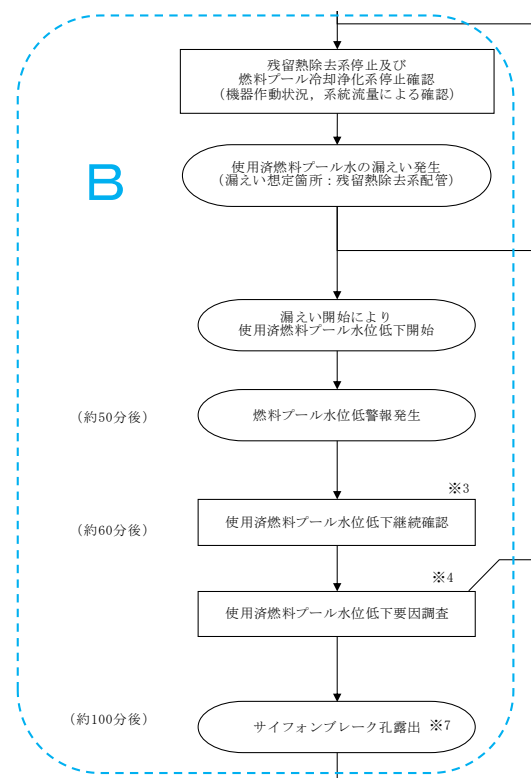 残留熱除去系停止及び
燃料プール冷却浄化系停止確認
（機器作動状況，系統流量による確認）
B
使用済燃料プール水の漏えい発生
（漏えい想定箇所：残留熱除去系配管）
漏えい開始により
使用済燃料プール水位低下開始
（約50分後）
燃料プール水位低警報発生
※3
（約60分後）
使用済燃料プール水位低下継続確認
※4
使用済燃料プール水位低下要因調査
（約100分後）
サイフォンブレーク孔露出 ※7